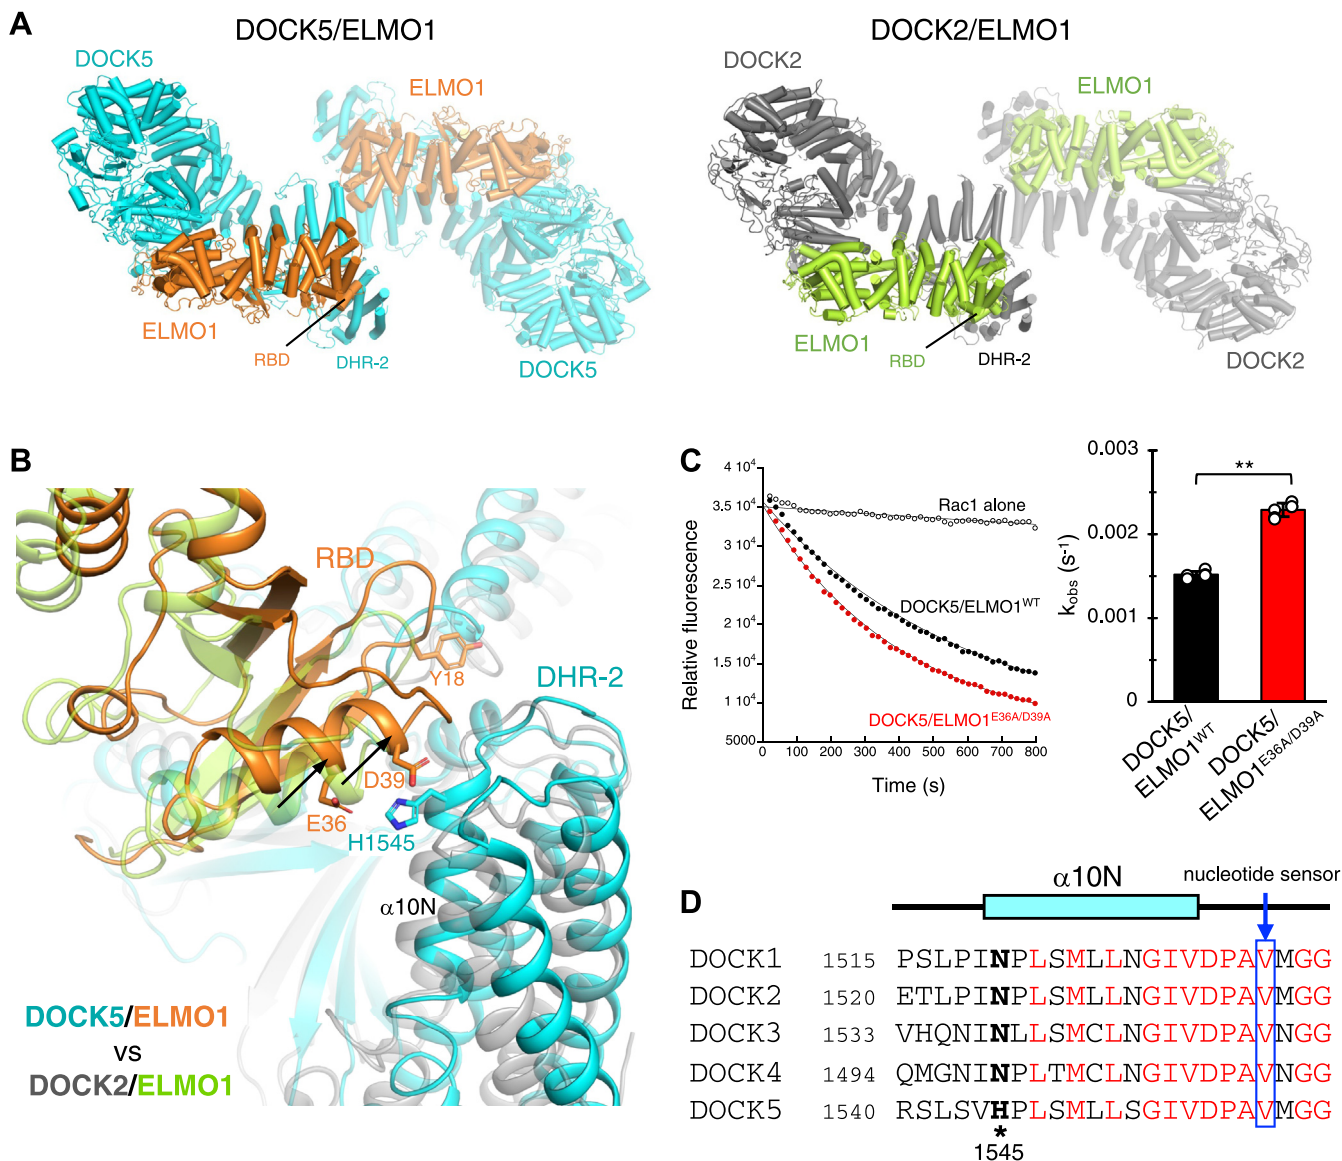 A
DOCK5/ELMO1
DOCK2/ELMO1
DOCK5
ELMO1
DOCK2
ELMO1
ELMO1
RBD
DHR-2
DOCK5
ELMO1
RBD
DHR-2
DOCK2
B
RBD
Y18
DHR-2
D39
E36
H1545
α10N
DOCK5/ELMO1
vs
DOCK2/ELMO1
C
Relative fluorescence
4 10⁴
3.5 10⁴
3 10⁴
2.5 10⁴
2 10⁴
1.5 10⁴
1 10⁴
5000
Rac1 alone
DOCK5/ELMO1ᵂᵀ
DOCK5/ELMO1^E36A/D39A
0 100 200 300 400 500 600 700 800
Time (s)
k_obs (s⁻¹)
0.003
0.002
0.001
0
**
DOCK5/
ELMO1ᵂᵀ
DOCK5/
ELMO1^E36A/D39A
D
α10N
nucleotide sensor
DOCK1 1515 PSLPINPLSMLLNGIVDPAVMGG
DOCK2 1520 ETLPINPLSMLLNGIVDPAVMGG
DOCK3 1533 VHQNINLLSMCLNGIVDPAVNGG
DOCK4 1494 QMGNINPLTMCLNGIVDPAVNGG
DOCK5 1540 RSLSVHPLSMLLSGIVDPAVMGG
*
1545